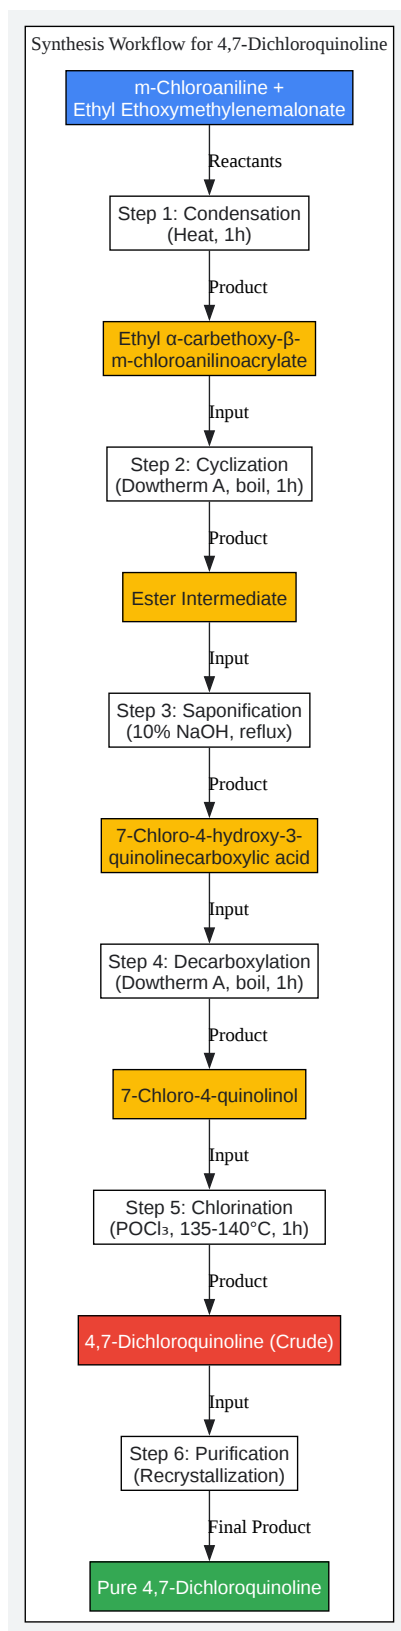 Synthesis Workflow for 4,7-Dichloroquinoline
m-Chloroaniline +
Ethyl Ethoxymethylenemalonate
Reactants
Step 1: Condensation
(Heat, 1h)
Product
Ethyl α-carbethoxy-β-
m-chloroanilinoacrylate
Input
Step 2: Cyclization
(Dowtherm A, boil, 1h)
Product
Ester Intermediate
Input
Step 3: Saponification
(10% NaOH, reflux)
Product
7-Chloro-4-hydroxy-3-
quinolinecarboxylic acid
Input
Step 4: Decarboxylation
(Dowtherm A, boil, 1h)
Product
7-Chloro-4-quinolinol
Input
Step 5: Chlorination
(POCl₃, 135-140°C, 1h)
Product
4,7-Dichloroquinoline (Crude)
Input
Step 6: Purification
(Recrystallization)
Final Product
Pure 4,7-Dichloroquinoline